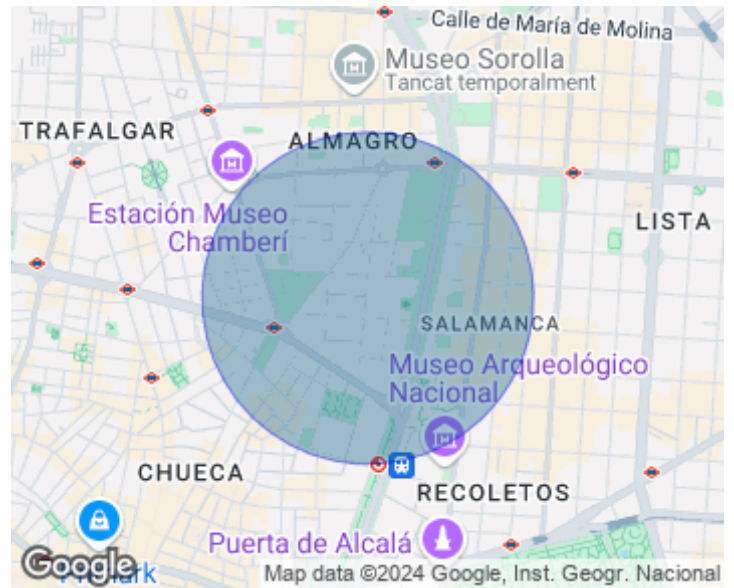 Calle de María de Molina
Museo Sorolla
Tancat temporalment
TRAFALGAR
ALMAGRO
Estación Museo
Chamberí
LISTA
SALAMANCA
Museo Arqueológico
Nacional
CHUECA
RECOLETOS
Puerta de Alcalá
Google
Map data ©2024 Google, Inst. Geogr. Nacional